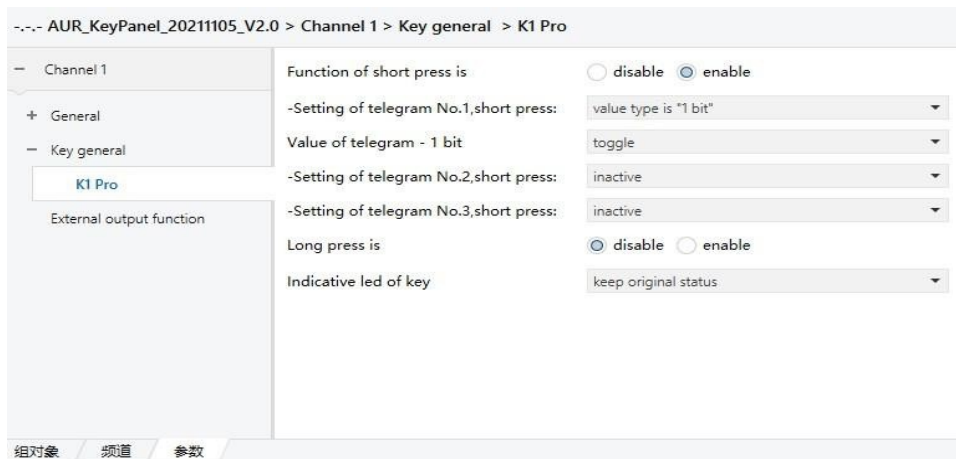 -.-.- AUR_KeyPanel_20211105_V2.0 > Channel 1 > Key general > K1 Pro
− Channel 1
+ General
− Key general
K1 Pro
External output function
Function of short press is disable enable
-Setting of telegram No.1,short press: value type is "1 bit"
Value of telegram - 1 bit toggle
-Setting of telegram No.2,short press: inactive
-Setting of telegram No.3,short press: inactive
Long press is disable enable
Indicative led of key keep original status
组对象 频道 参数